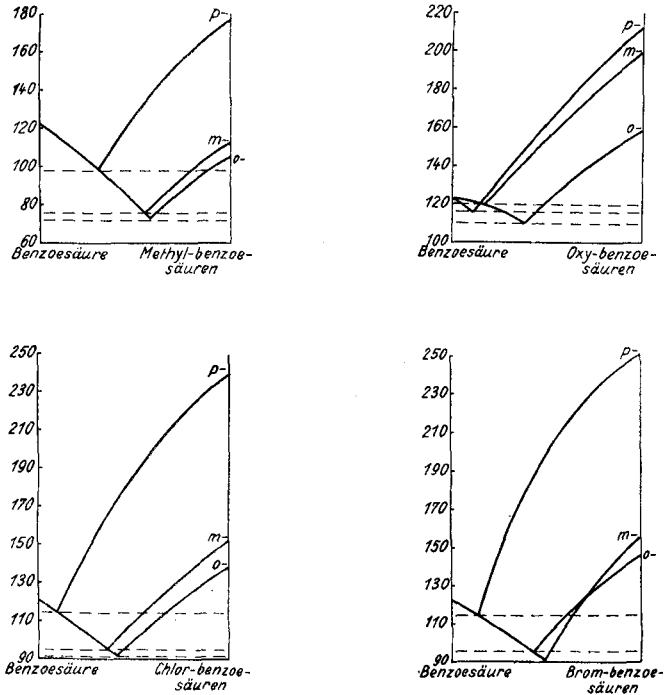 180
160
140
120
100
80
60
p-
m-
o-
Benzoesäure Methyl-benzoe-
säuren
220
200
180
160
140
120
100
p-
m-
o-
Benzoesäure Oxy-benzoe-
säuren
250
230
210
190
170
150
130
110
90
p-
m-
o-
Benzoesäure Chlor-benzoe-
säuren
250
230
210
190
170
150
130
110
90
p-
m-
o-
Benzoesäure Brom-benzoe-
säuren